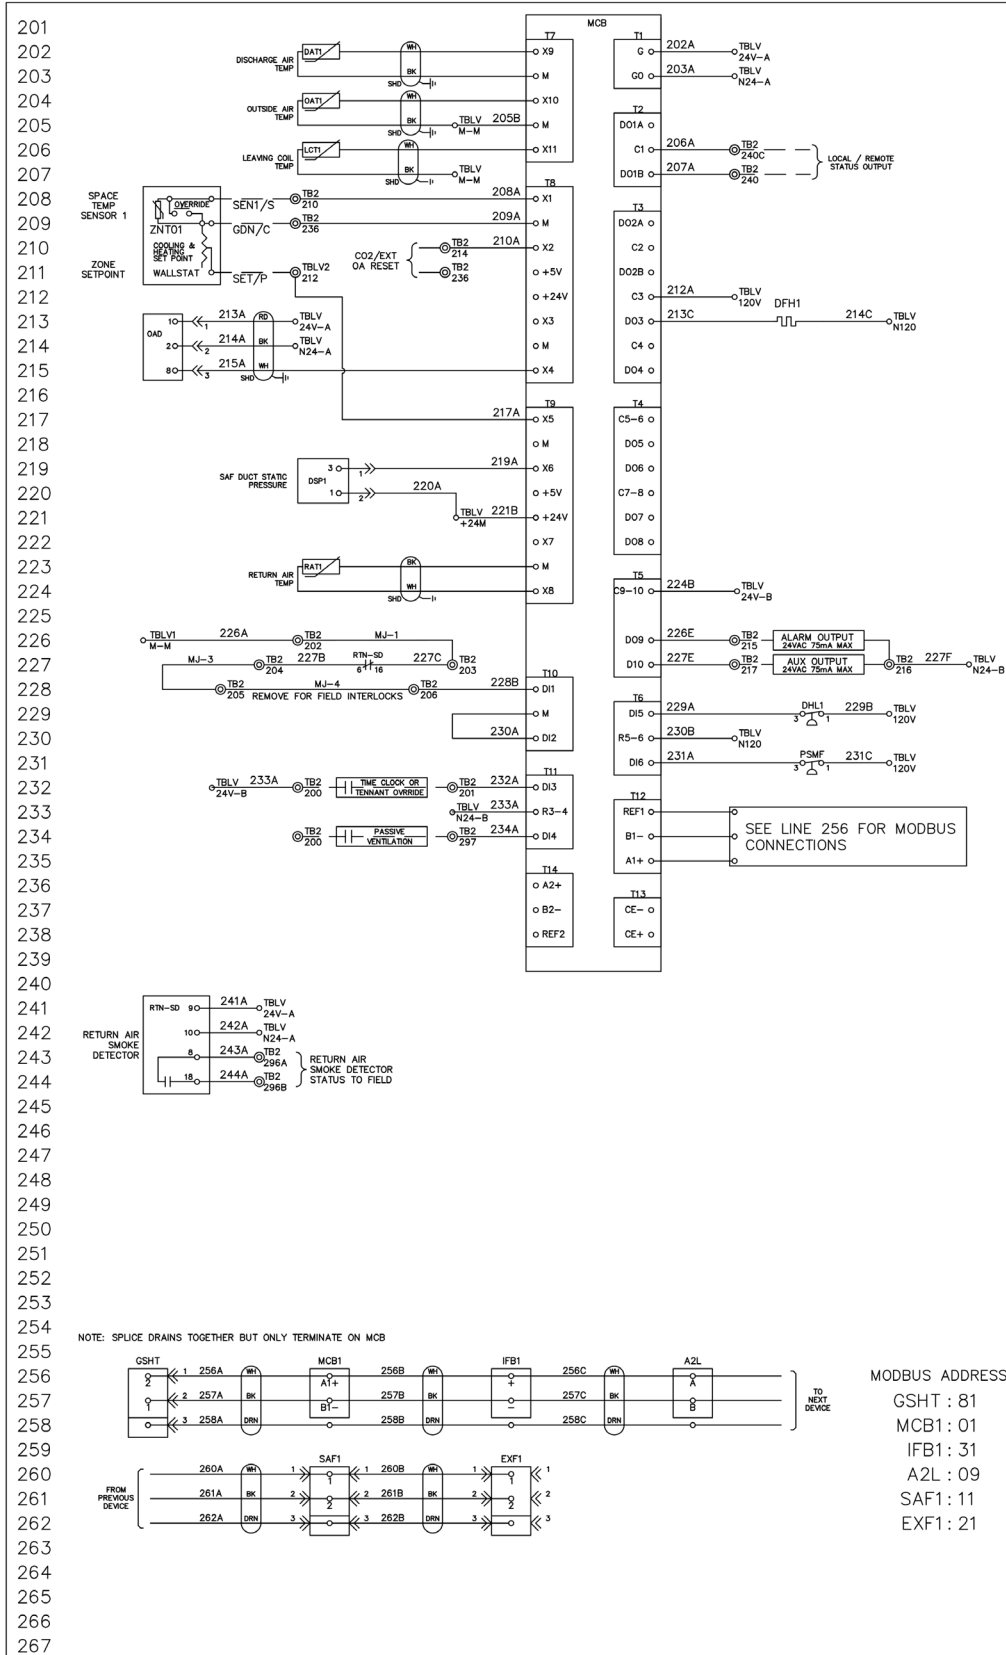 201
MCB
T7
T1
202
DAT1
WH
X9
G
202A
TBLV
24V-A
DISCHARGE AIR
TEMP
203
BK
SHD
M
G0
203A
TBLV
N24-A
204
OAT1
WH
X10
OUTSIDE AIR
TEMP
T2
205
BK
SHD
TBLV
M-M
205B
M
DO1A
206
LCT1
WH
X11
C1
206A
TB2
240C
LEAVING COIL
TEMP
LOCAL / REMOTE
STATUS OUTPUT
207
BK
SHD
TBLV
M-M
DO1B
207A
TB2
240
T8
208
SPACE
TEMP
SENSOR 1
OVERRIDE
SEN1/S
TB2
210
208A
X1
T3
209
ZNT01
GDN/C
TB2
236
209A
M
DO2A
210
COOLING &
HEATING
SET POINT
CO2/EXT
OA RESET
TB2
214
210A
X2
C2
211
ZONE
SETPOINT
WALLSTAT
SET/P
TBLV2
212
TB2
236
+5V
DO2B
212
+24V
C3
212A
TBLV
120V
213
OAD
1
1
213A
RD
TBLV
24V-A
X3
DO3
213C
DFH1
214C
TBLV
N120
214
2
2
214A
BK
TBLV
N24-A
M
C4
215
8
3
215A
WH
SHD
X4
DO4
216
T9
T4
217
217A
X5
C5-6
218
M
DO5
219
SAF DUCT STATIC
PRESSURE
DSP1
3
1
219A
X6
DO6
220
1
2
220A
+5V
C7-8
221
TBLV
+24M
221B
+24V
DO7
222
X7
DO8
223
RAT1
BK
M
RETURN AIR
TEMP
T5
224
WH
SHD
X8
C9-10
224B
TBLV
24V-B
225
226
TBLV1
M-M
226A
TB2
202
MJ-1
DO9
226E
TB2
215
ALARM OUTPUT
24VAC 75mA MAX
227
MJ-3
TB2
204
227B
RTN-SD
6 16
227C
TB2
203
D10
227E
TB2
217
AUX OUTPUT
24VAC 75mA MAX
TB2
216
227F
TBLV
N24-B
T10
228
TB2
205
MJ-4
REMOVE FOR FIELD INTERLOCKS
TB2
206
228B
DI1
T6
229
M
DI5
229A
DHL1
3 1
229B
TBLV
120V
230
230A
DI2
R5-6
230B
TBLV
N120
231
DI6
231A
PSMF
3 1
231C
TBLV
120V
T11
232
TBLV
24V-B
233A
TB2
200
TIME CLOCK OR
TENNANT OVRRIDE
TB2
201
232A
DI3
T12
233
TBLV
N24-B
233A
R3-4
REF1
234
TB2
200
PASSIVE
VENTILATION
TB2
297
234A
DI4
B1-
SEE LINE 256 FOR MODBUS
CONNECTIONS
235
A1+
T14
236
A2+
T13
237
B2-
CE-
238
REF2
CE+
239
240
241
RTN-SD
9
241A
TBLV
24V-A
242
RETURN AIR
SMOKE
DETECTOR
10
242A
TBLV
N24-A
243
8
243A
TB2
296A
RETURN AIR
SMOKE DETECTOR
STATUS TO FIELD
244
18
244A
TB2
296B
245
246
247
248
249
250
251
252
253
254
NOTE: SPLICE DRAINS TOGETHER BUT ONLY TERMINATE ON MCB
255
GSHT
MCB1
IFB1
A2L
256
2
1
256A
WH
A1+
256B
WH
+
256C
WH
A
MODBUS ADDRESS
257
1
2
257A
BK
B1-
257B
BK
-
257C
BK
B
TO
NEXT
DEVICE
GSHT : 81
258
3
258A
DRN
258B
DRN
258C
DRN
MCB1 : 01
259
SAF1
EXF1
IFB1 : 31
260
260A
WH
1
1
1
260B
WH
1
1
1
A2L : 09
261
FROM
PREVIOUS
DEVICE
261A
BK
2
2
2
261B
BK
2
2
2
SAF1 : 11
262
262A
DRN
3
3
262B
DRN
3
3
EXF1 : 21
263
264
265
266
267